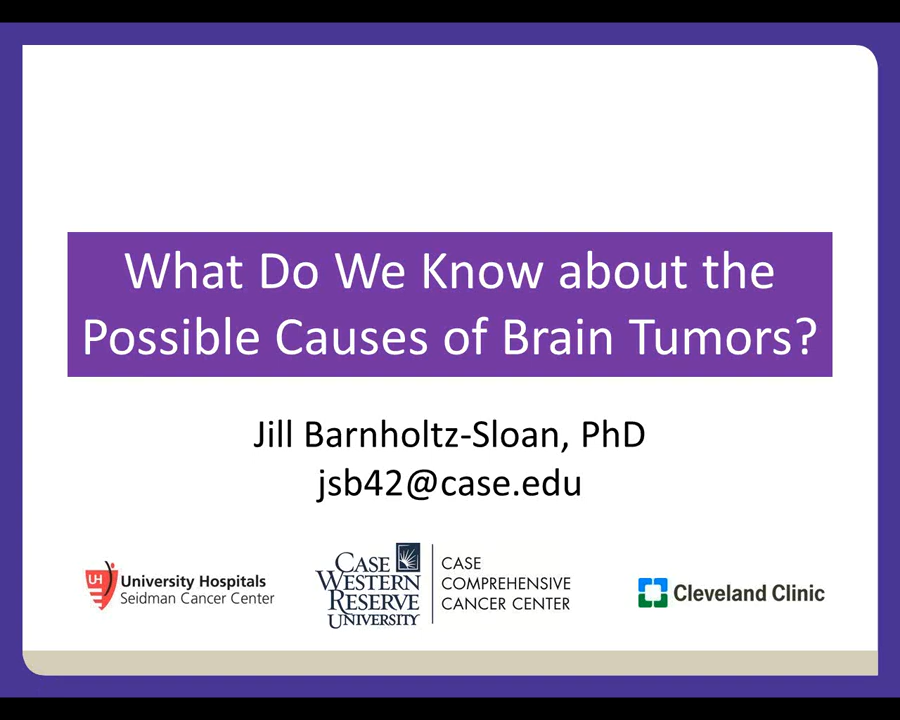 What Do We Know about the
Possible Causes of Brain Tumors?
Jill Barnholtz-Sloan, PhD
jsb42@case.edu
UH University Hospitals
Seidman Cancer Center
CASE
WESTERN
RESERVE
UNIVERSITY
CASE
COMPREHENSIVE
CANCER CENTER
Cleveland Clinic